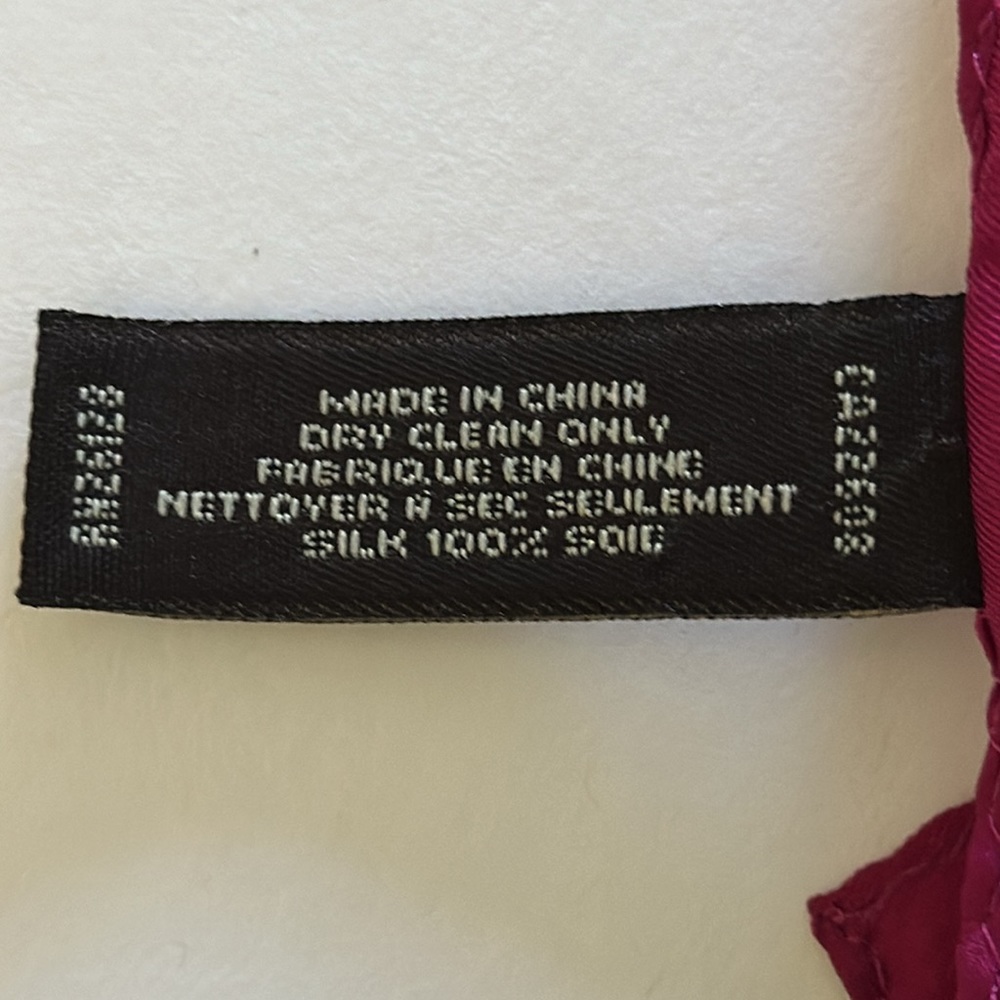 MADE IN CHINA
DRY CLEAN ONLY
FABRIQUE EN CHINE
NETTOYER À SEC SEULEMENT
SILK 100% SOIE